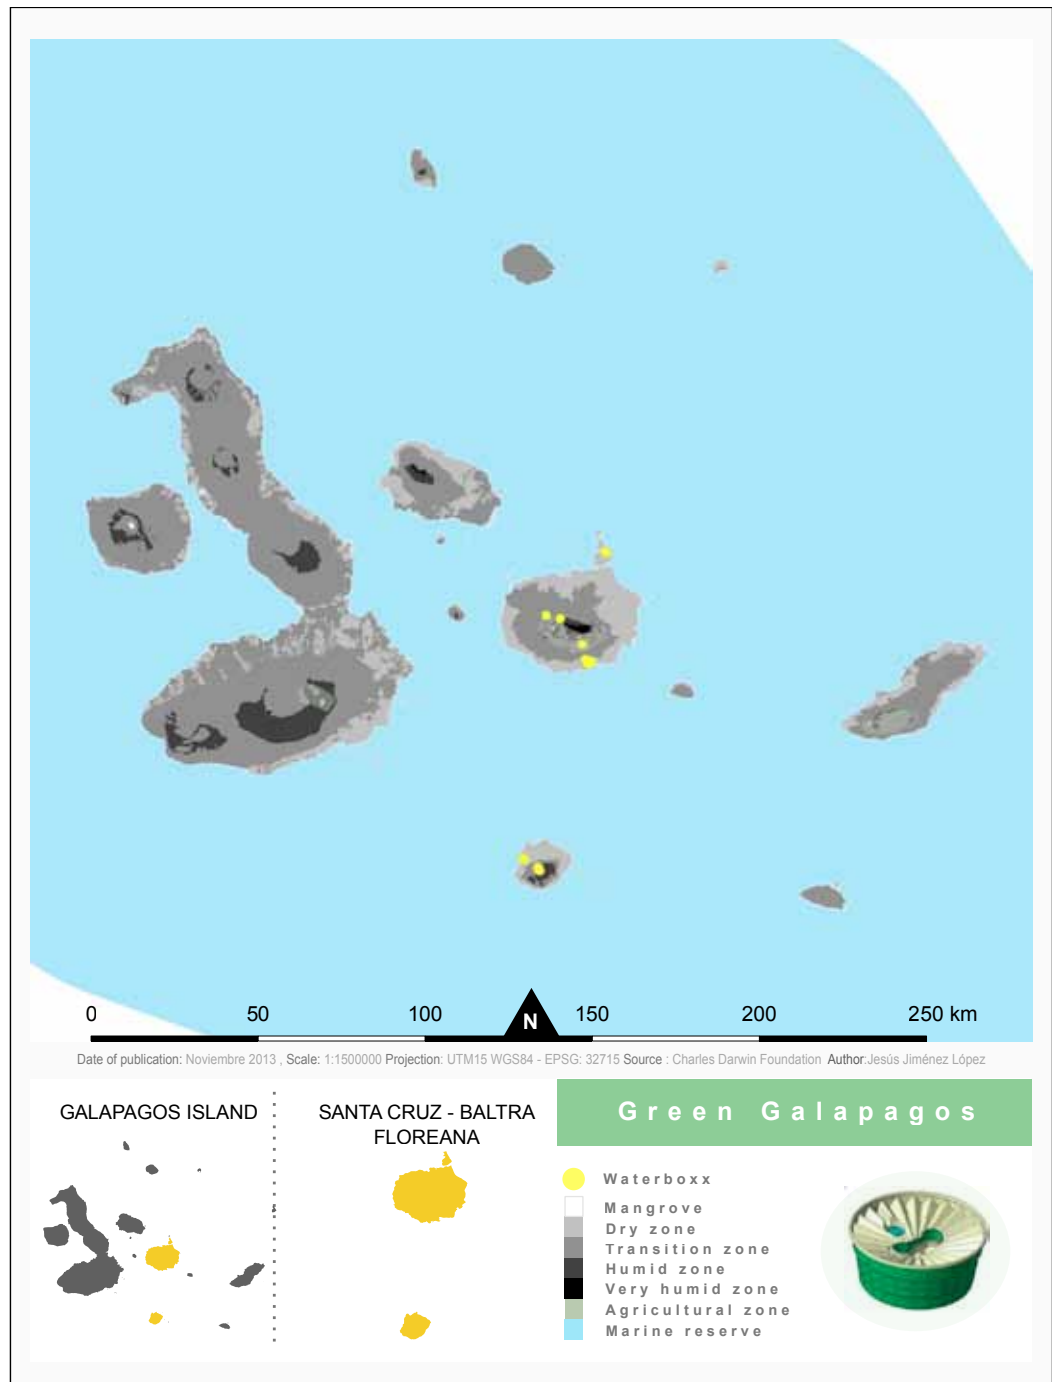 0 50 100 150 200 250 km
N
Date of publication: Noviembre 2013 , Scale: 1:1500000 Projection: UTM15 WGS84 - EPSG: 32715 Source : Charles Darwin Foundation Author:Jesús Jiménez López
GALAPAGOS ISLAND
SANTA CRUZ - BALTRA
FLOREANA
Green Galapagos
Waterboxx
Mangrove
Dry zone
Transition zone
Humid zone
Very humid zone
Agricultural zone
Marine reserve